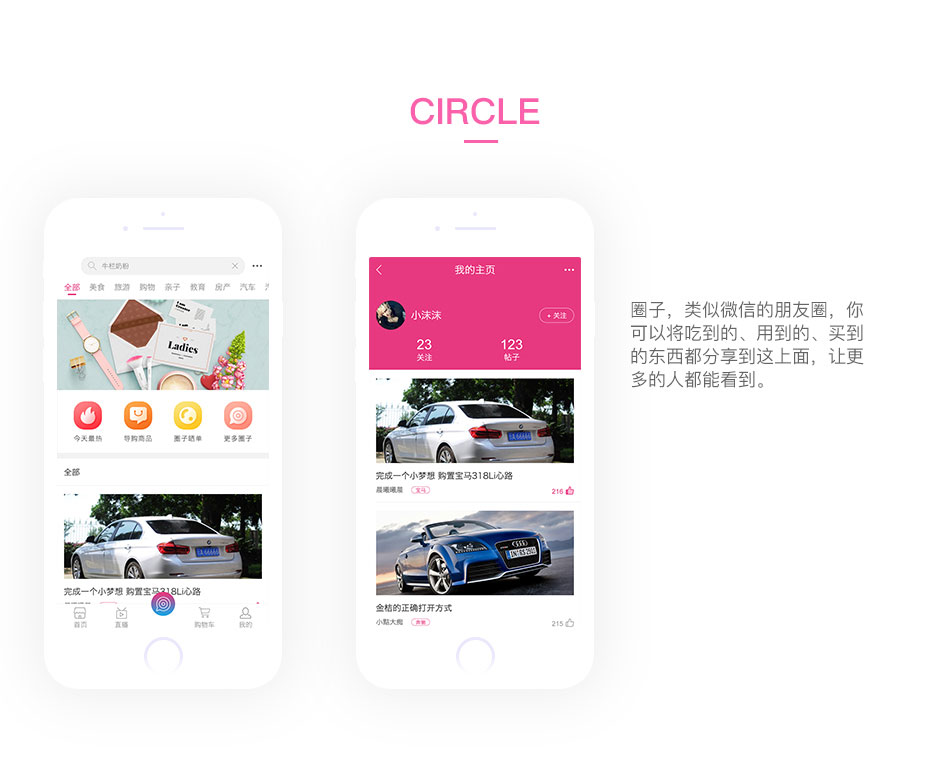 CIRCLE
牛栏奶粉
全部 美食 旅游 购物 亲子 教育 房产 汽车
Ladies
今天最热 导购商品 圈子晒单 更多圈子
全部
完成一个小梦想 购置宝马318Li心路
首页 直播 购物车 我的
我的主页
小沫沫
+ 关注
23 123
关注 帖子
完成一个小梦想 购置宝马318Li心路
晨曦曦晨 宝马 216
金桔的正确打开方式
小點大痴 奔驰 215
圈子，类似微信的朋友圈，你
可以将吃到的、用到的、买到
的东西都分享到这上面，让更
多的人都能看到。